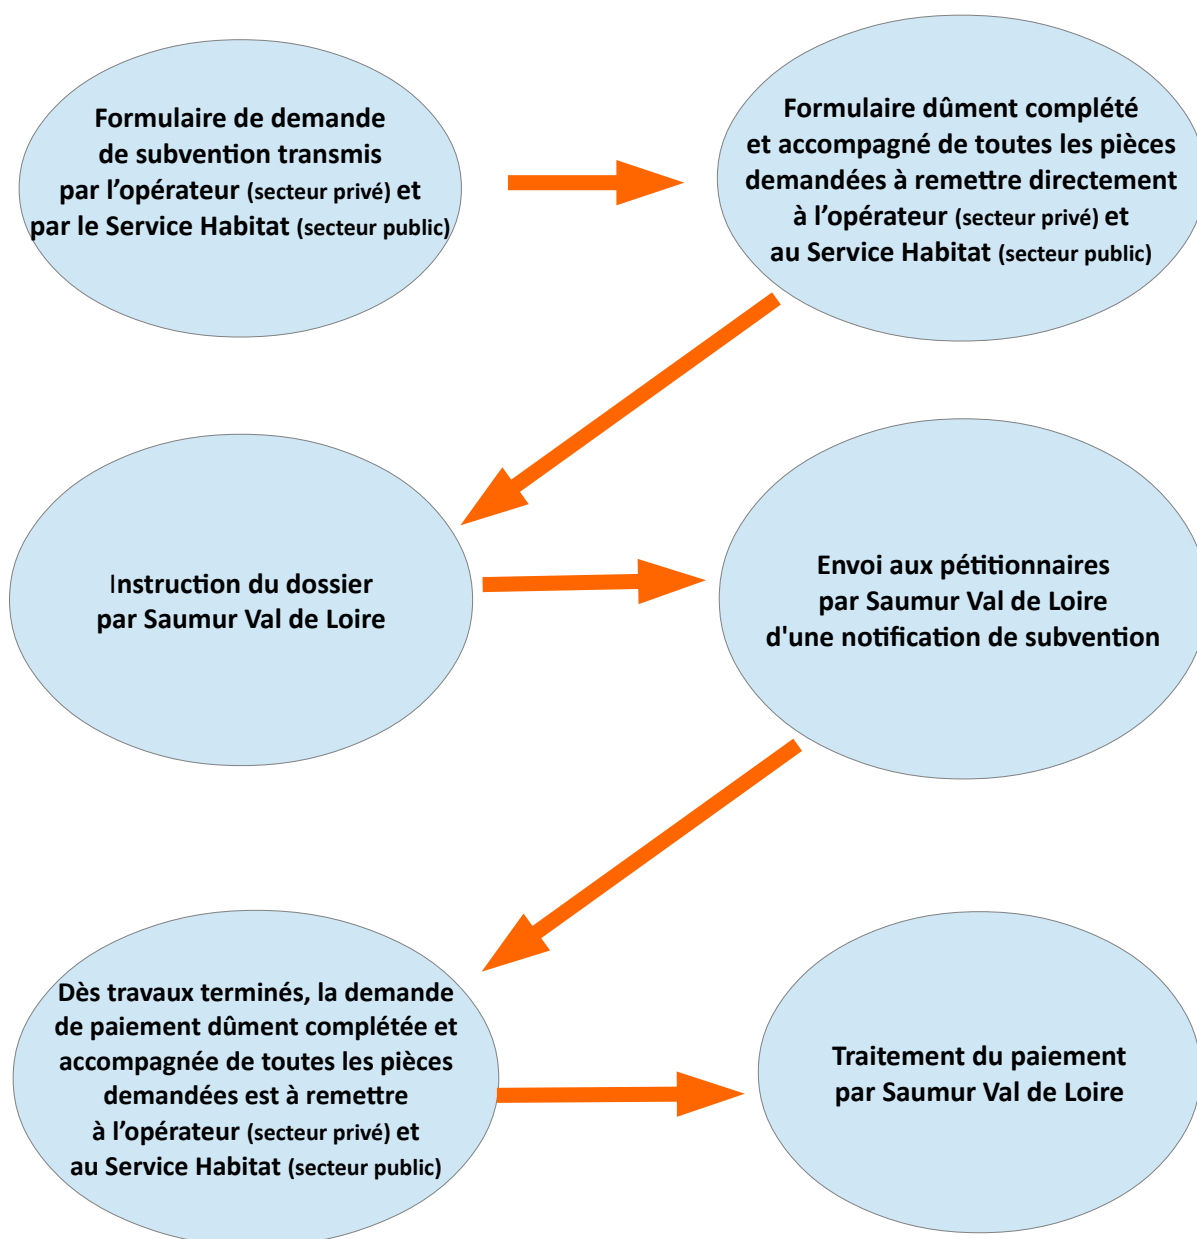 Formulaire de demande
de subvention transmis
par l’opérateur (secteur privé) et
par le Service Habitat (secteur public)
Formulaire dûment complété
et accompagné de toutes les pièces
demandées à remettre directement
à l’opérateur (secteur privé) et
au Service Habitat (secteur public)
Instruction du dossier
par Saumur Val de Loire
Envoi aux pétitionnaires
par Saumur Val de Loire
d'une notification de subvention
Dès travaux terminés, la demande
de paiement dûment complétée et
accompagnée de toutes les pièces
demandées est à remettre
à l’opérateur (secteur privé) et
au Service Habitat (secteur public)
Traitement du paiement
par Saumur Val de Loire